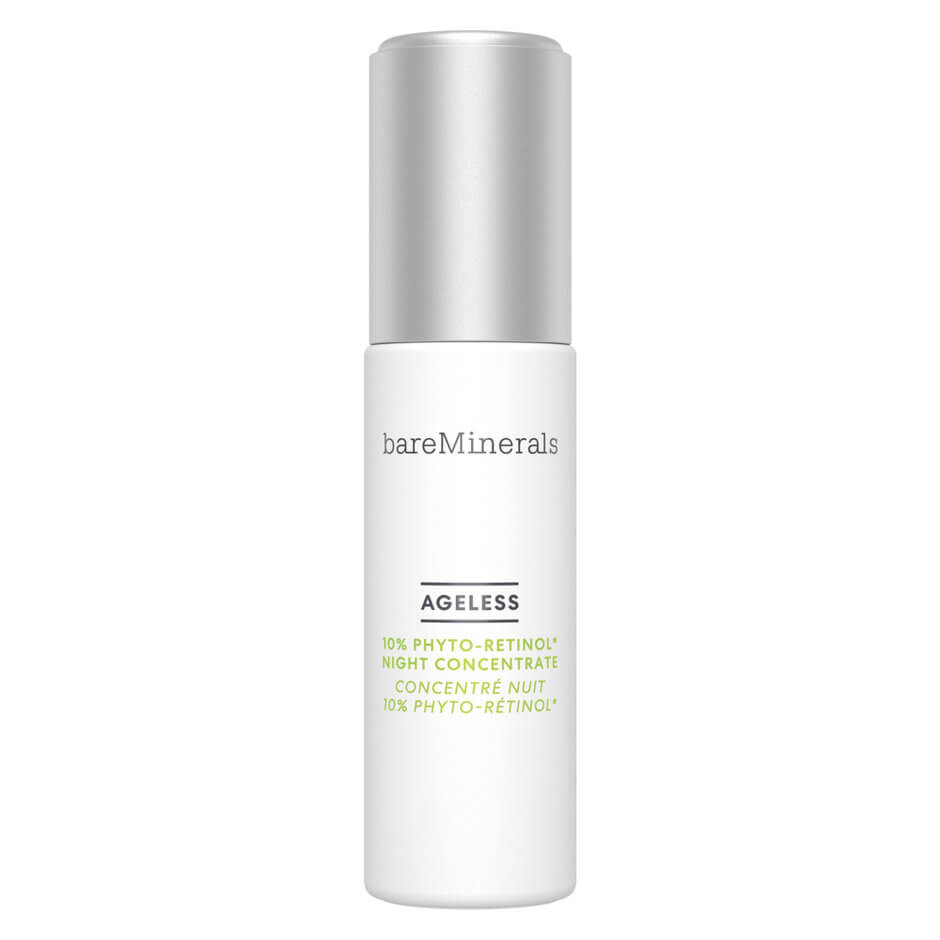 bareMinerals
AGELESS
10% PHYTO-RETINOL*
NIGHT CONCENTRATE
CONCENTRÉ NUIT
10% PHYTO-RÉTINOL*